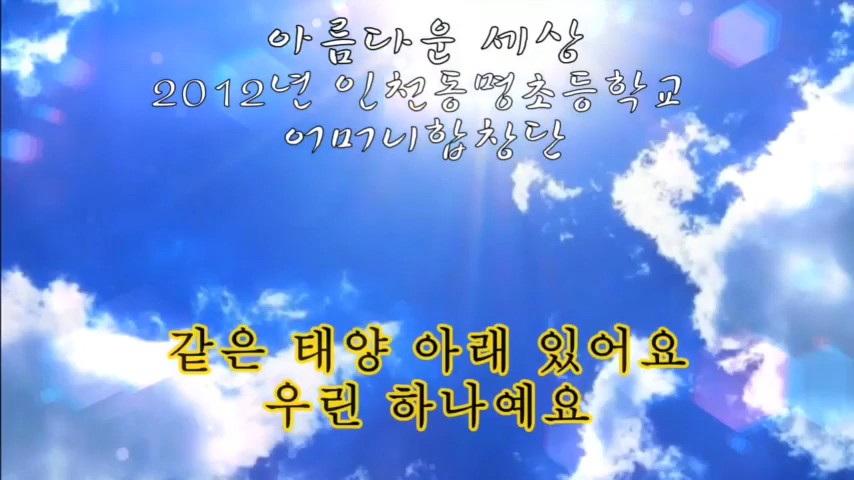 아름다운 세상
2012년 인천동명초등학교
어머니합창단
같은 태양 아래 있어요
우린 하나예요